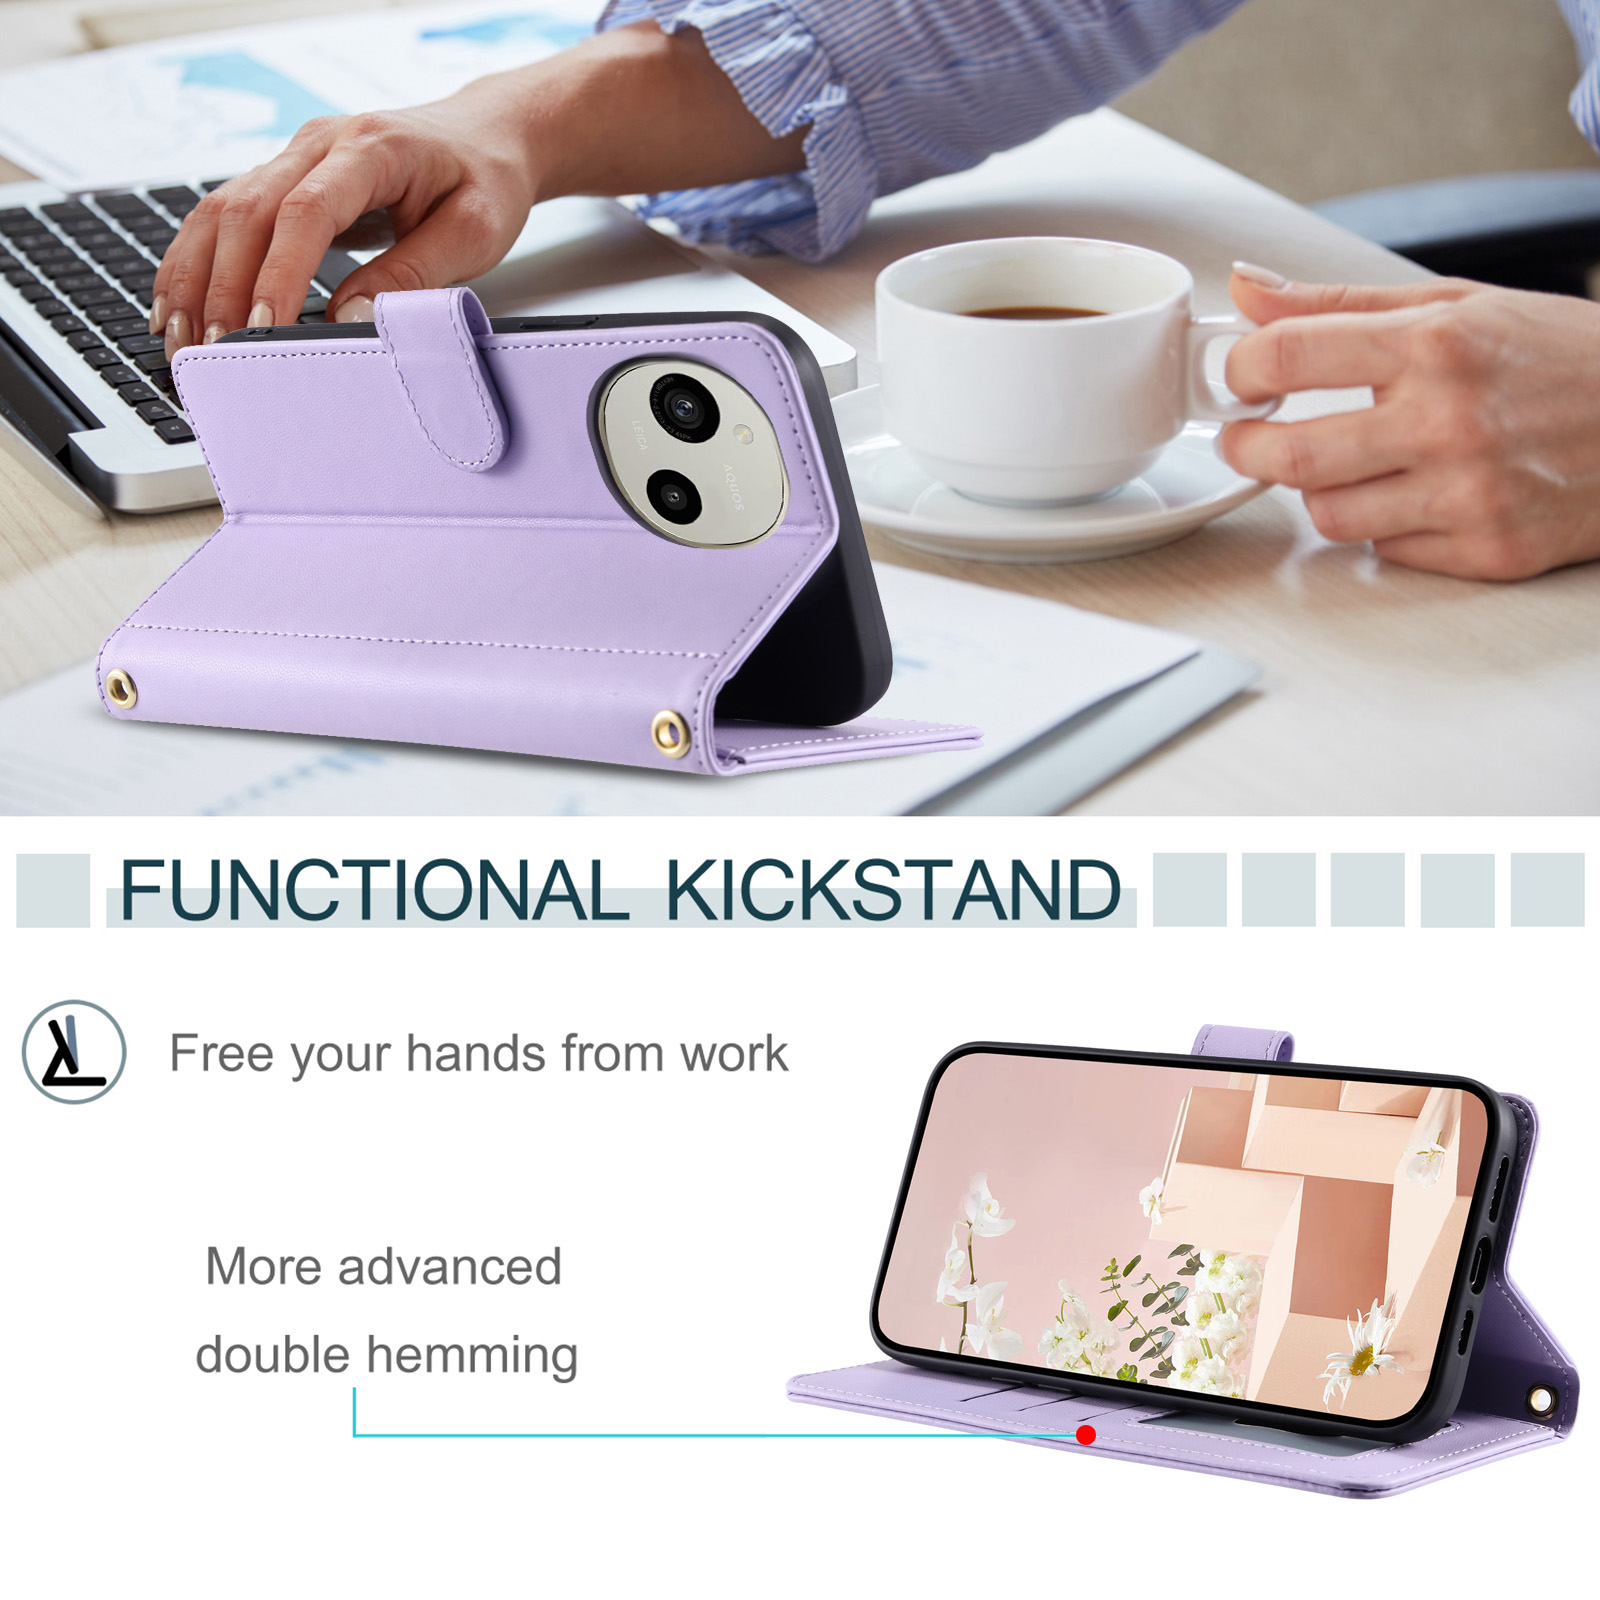 LEICA
AQUOS
FUNCTIONAL KICKSTAND
Free your hands from work
More advanced
double hemming